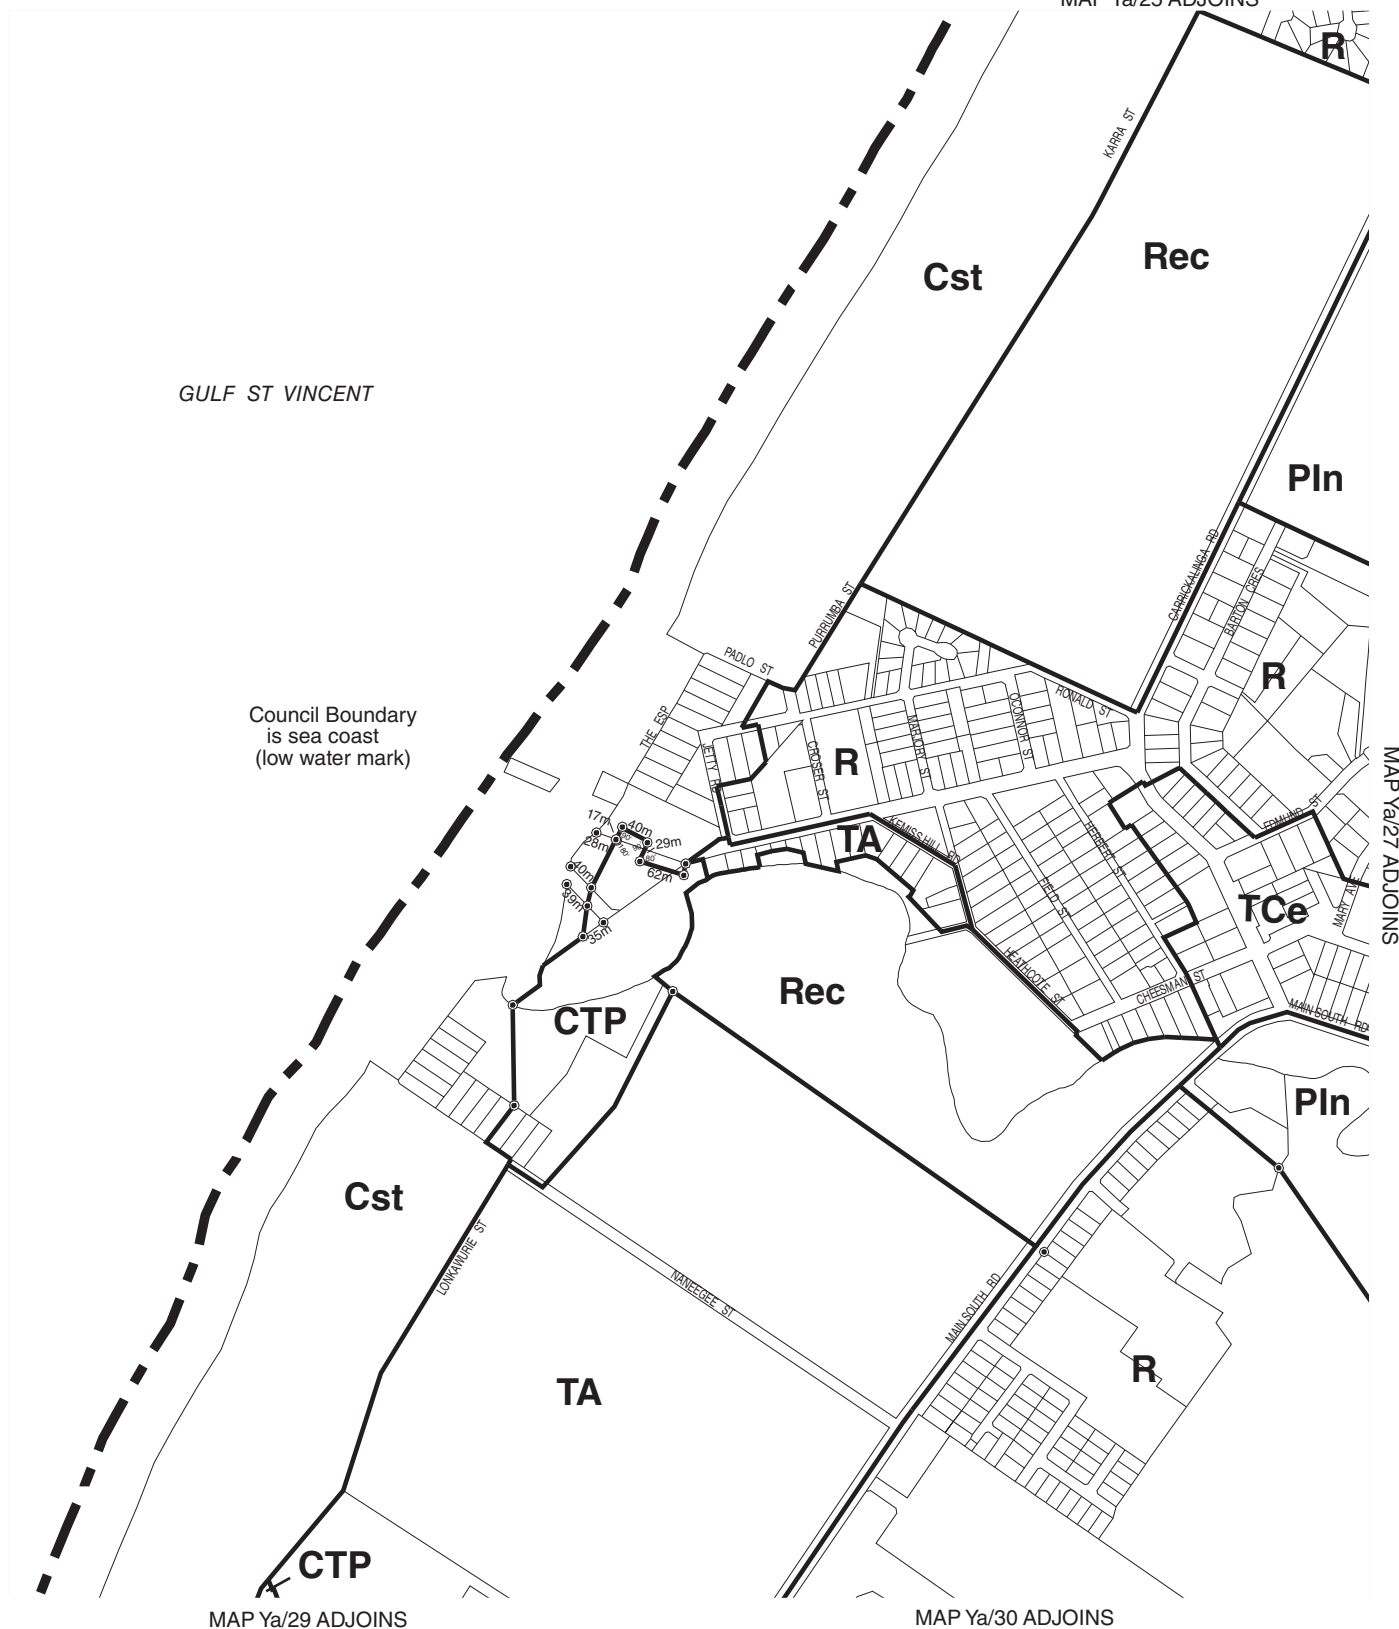 MAP Ya/25 ADJOINS
R
KARRA ST
Rec
Cst
GULF ST VINCENT
Pln
CARRICKALINGA RD
BARTON CRES
PURRUMBA ST
PADLO ST
R
RONALD ST
OCONNOR ST
MARJORY ST
THE ESP
JETTY RD
CROSER ST
R
Council Boundary
is sea coast
(low water mark)
MAP Ya/27 ADJOINS
EDMUND ST
17m
40m
28m
29m
62m
40m
39m
35m
TA
KEMISS HILL RD
HERBERT ST
FIELD ST
TCe
MARY AVE
HEATHCOTE ST
CHEESMAN ST
MAIN SOUTH RD
Rec
CTP
Pln
Cst
LONKAWURIE ST
NANEEGEE ST
MAIN SOUTH RD
R
TA
CTP
MAP Ya/29 ADJOINS
MAP Ya/30 ADJOINS